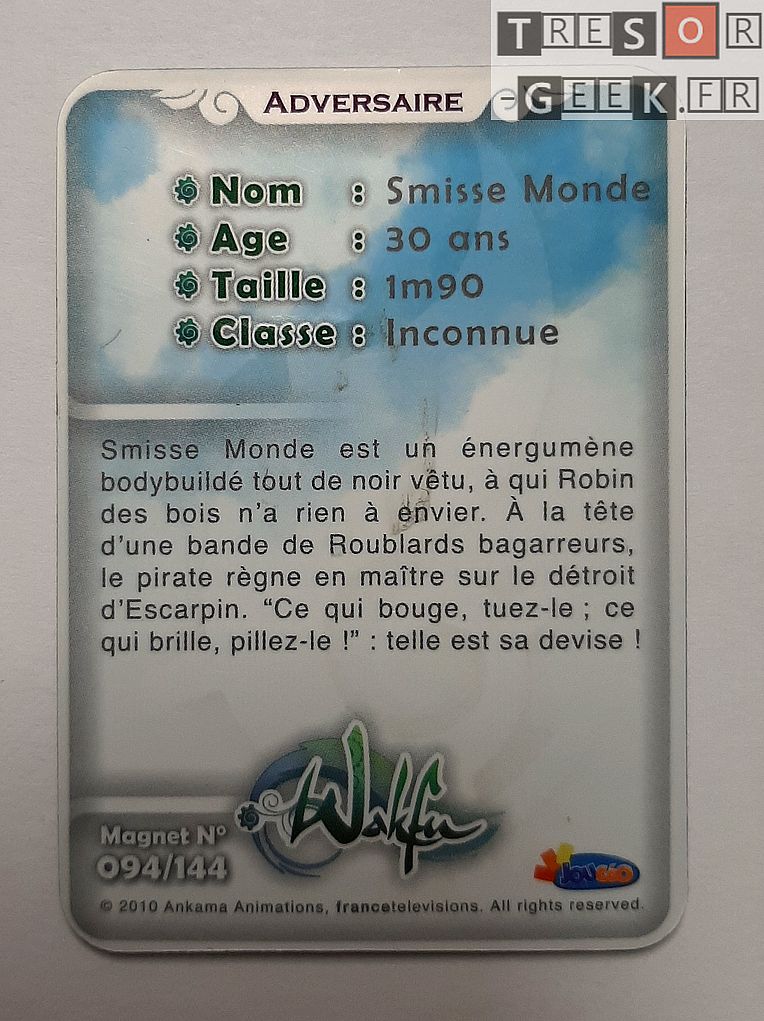 TRESOR
GEEK.FR
ADVERSAIRE
Nom : Smisse Monde
Age : 30 ans
Taille : 1m90
Classe : Inconnue
Smisse Monde est un énergumène
bodybuildé tout de noir vêtu, à qui Robin
des bois n'a rien à envier. À la tête
d'une bande de Roublards bagarreurs,
le pirate règne en maître sur le détroit
d'Escarpin. “Ce qui bouge, tuez-le ; ce
qui brille, pillez-le !” : telle est sa devise !
Wakfu
Magnet N°
094/144
© 2010 Ankama Animations, francetelevisions. All rights reserved.